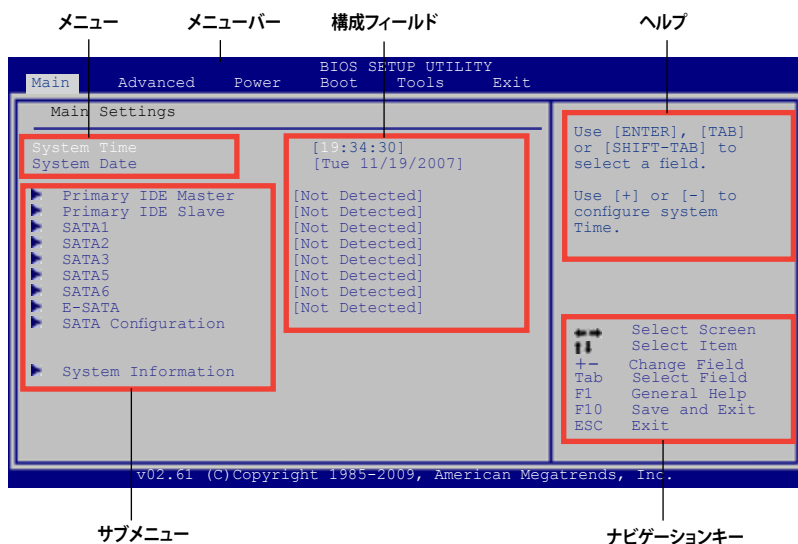 メニュー メニューバー 構成フィールド ヘルプ
BIOS SETUP UTILITY
Main Advanced Power Boot Tools Exit
Main Settings
System Time [19:34:30]
System Date [Tue 11/19/2007]
Primary IDE Master [Not Detected]
Primary IDE Slave [Not Detected]
SATA1 [Not Detected]
SATA2 [Not Detected]
SATA3 [Not Detected]
SATA5 [Not Detected]
SATA6 [Not Detected]
E-SATA [Not Detected]
SATA Configuration
System Information
Use [ENTER], [TAB]
or [SHIFT-TAB] to
select a field.
Use [+] or [-] to
configure system
Time.
←→ Select Screen
↑↓ Select Item
+- Change Field
Tab Select Field
F1 General Help
F10 Save and Exit
ESC Exit
v02.61 (C)Copyright 1985-2009, American Megatrends, Inc.
サブメニュー ナビゲーションキー